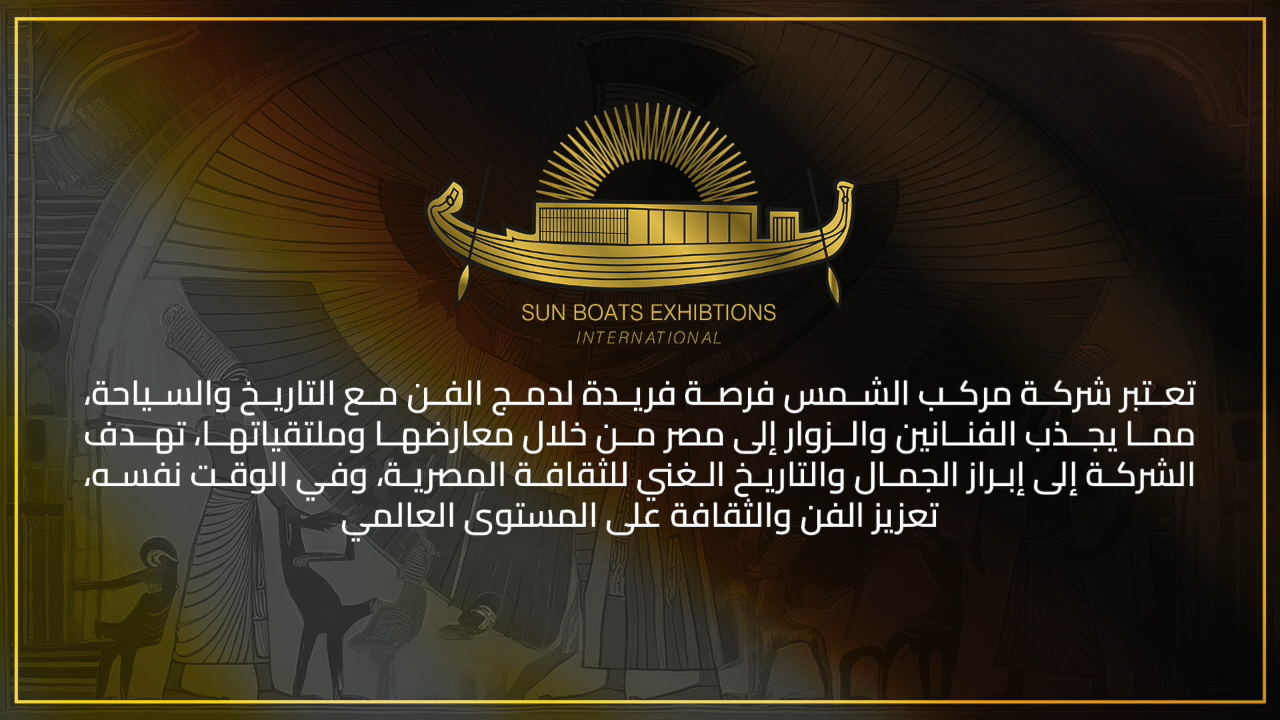 SUN BOATS EXHIBTIONS
INTERNATIONAL
تعتبر شركة مركب الشمس فرصة فريدة لدمج الفن مع التاريخ والسياحة،
مما يجذب الفنانين والزوار إلى مصر من خلال معارضها وملتقياتها، تهدف
الشركة إلى إبراز الجمال والتاريخ الغني للثقافة المصرية، وفي الوقت نفسه،
تعزيز الفن والثقافة على المستوى العالمي